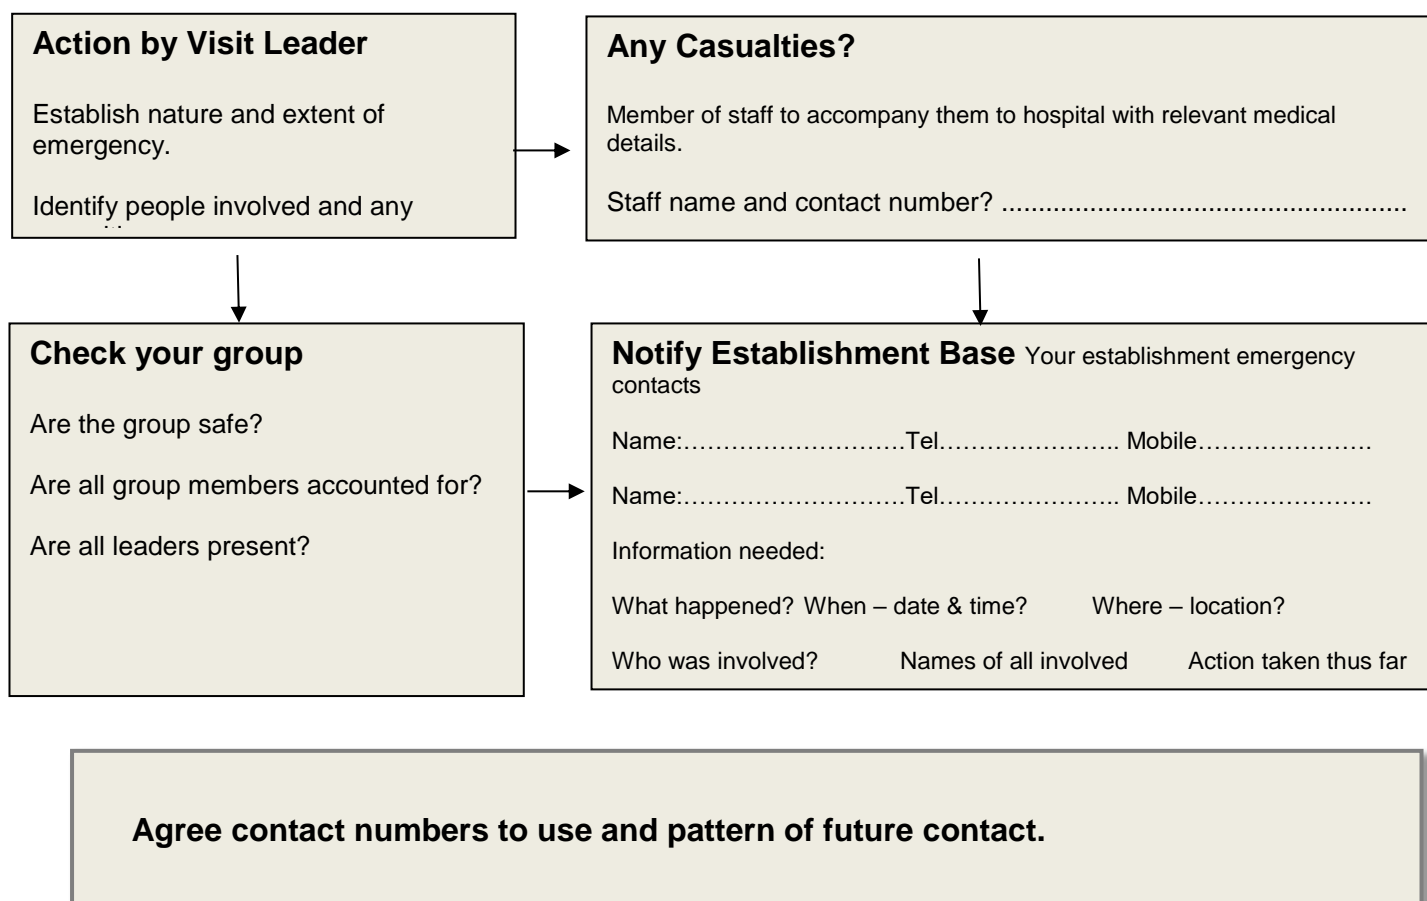 Action by Visit Leader
Establish nature and extent of
emergency.
Identify people involved and any
Any Casualties?
Member of staff to accompany them to hospital with relevant medical
details.
Staff name and contact number? .......................................................
Check your group
Are the group safe?
Are all group members accounted for?
Are all leaders present?
Notify Establishment Base Your establishment emergency
contacts
Name:……………………….Tel.………………….. Mobile………………….
Name:……………………….Tel.………………….. Mobile………………….
Information needed:
What happened? When – date & time? Where – location?
Who was involved? Names of all involved Action taken thus far
Agree contact numbers to use and pattern of future contact.